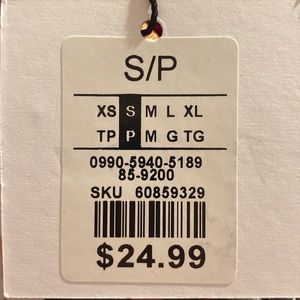 S/P
XS S M L XL
TP P M G TG
0990-5940-5189
85-9200
SKU 60859329
$24.99